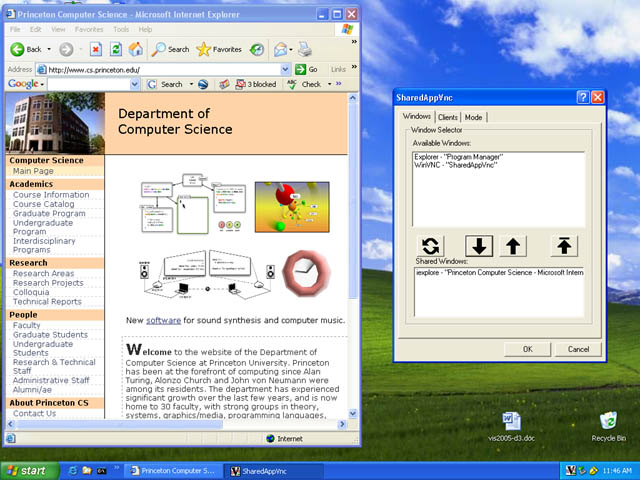 Princeton Computer Science - Microsoft Internet Explorer
File Edit View Favorites Tools Help
Back Search Favorites
Address http://www.cs.princeton.edu/ Go Links
Google Search 3 blocked Check
Department of
Computer Science
Computer Science
Main Page
Academics
Course Information
Course Catalog
Graduate Program
Undergraduate
Program
Interdisciplinary
Programs
Research
Research Areas
Research Projects
Colloquia
Technical Reports
People
Faculty
Graduate Students
Undergraduate
Students
Research & Technical
Staff
Administrative Staff
Alumni/ae
About Princeton CS
Contact Us
New software for sound synthesis and computer music.
Welcome to the website of the Department of
Computer Science at Princeton University. Princeton
has been at the forefront of computing since Alan
Turing, Alonzo Church and John von Neumann were
among its residents. The department has experienced
significant growth over the last few years, and is now
home to 30 faculty, with strong groups in theory,
systems, graphics/media, programming languages,
Internet
SharedAppVnc
Windows Clients Mode
Window Selector
Available Windows:
Explorer - "Program Manager"
WinVNC - "SharedAppVnc"
Shared Windows:
iexplore - "Princeton Computer Science - Microsoft Intern
OK Cancel
vis2005-d3.doc
Recycle Bin
start
Princeton Computer S...
SharedAppVnc
11:46 AM